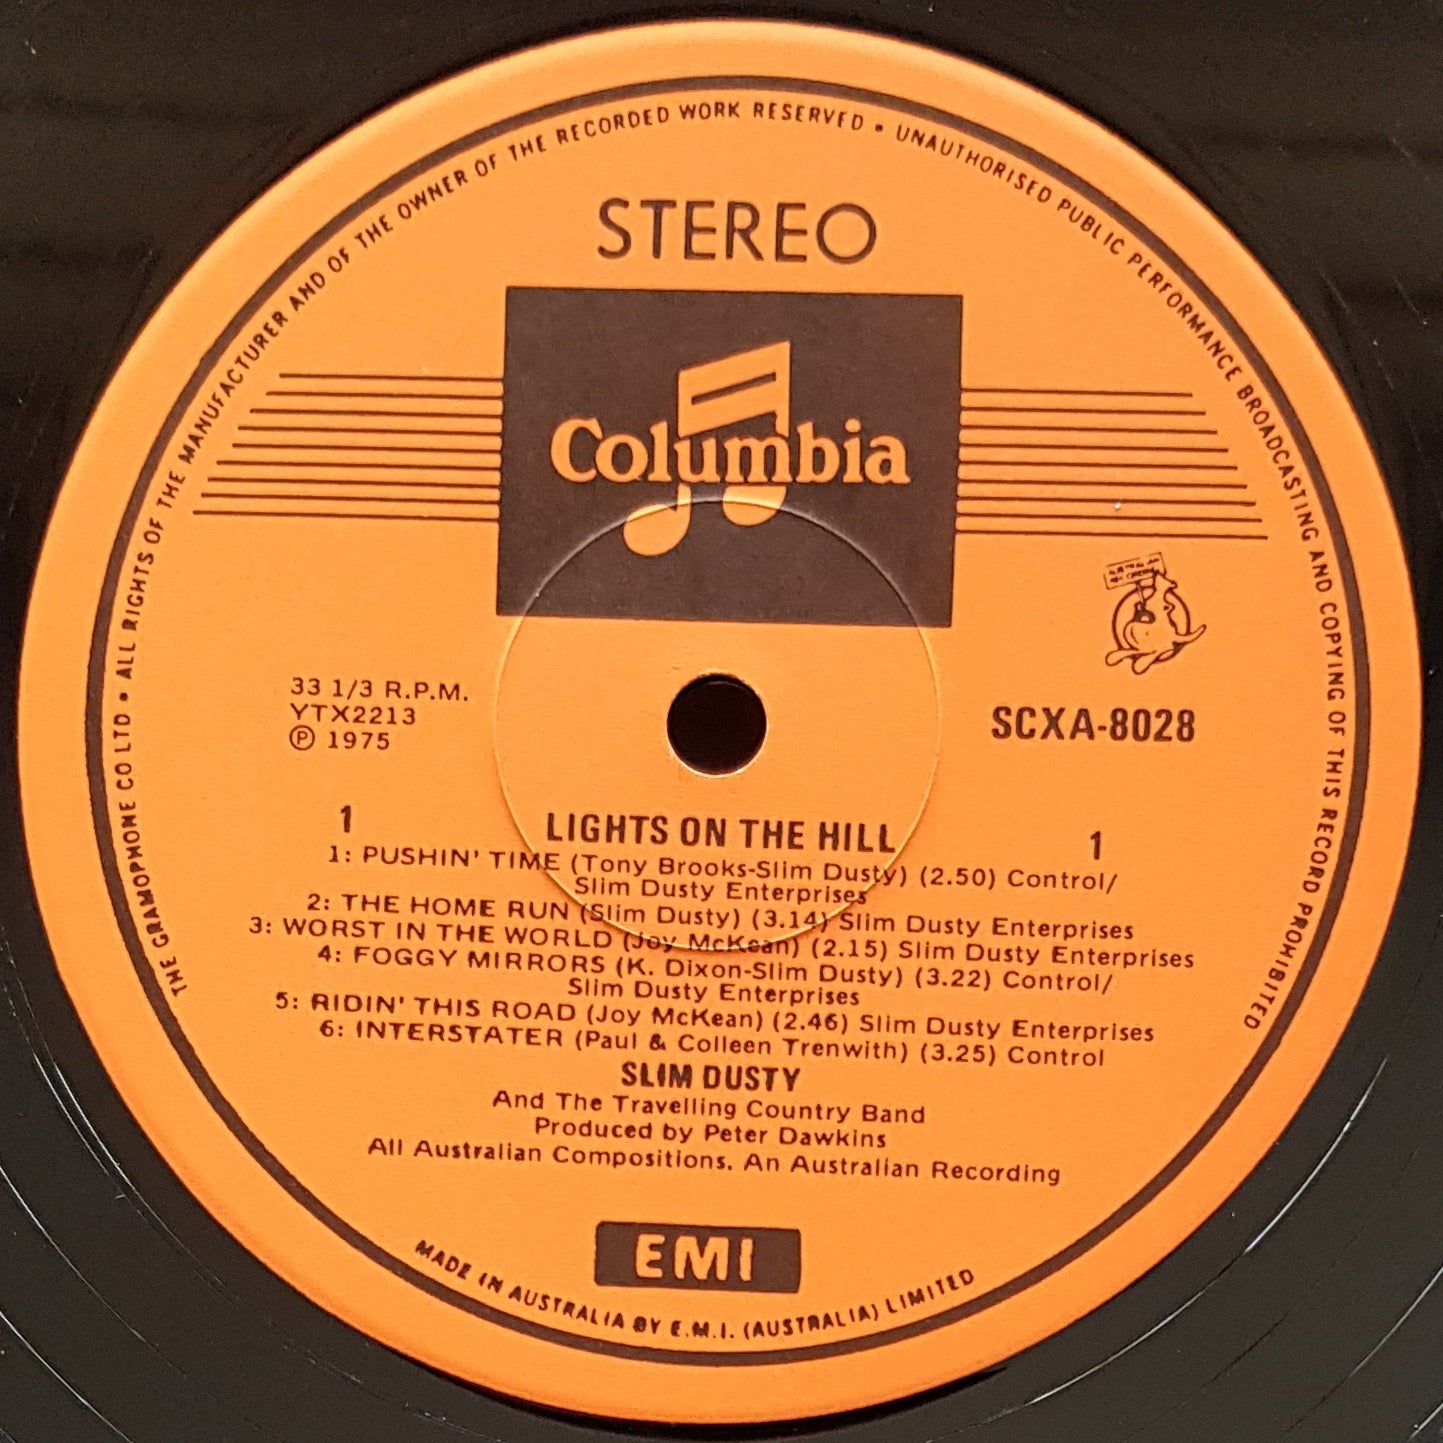 THE GRAMOPHONE CO LTD • ALL RIGHTS OF THE MANUFACTURER AND OF THE OWNER OF THE RECORDED WORK RESERVED • UNAUTHORISED PUBLIC PERFORMANCE BROADCASTING AND COPYING OF THIS RECORD PROHIBITED
STEREO
Columbia
33 1/3 R.P.M.
YTX2213
℗ 1975
SCXA-8028
1
LIGHTS ON THE HILL
1
1: PUSHIN' TIME (Tony Brooks-Slim Dusty) (2.50) Control/
Slim Dusty Enterprises
2: THE HOME RUN (Slim Dusty) (3.14) Slim Dusty Enterprises
3: WORST IN THE WORLD (Joy McKean) (2.15) Slim Dusty Enterprises
4: FOGGY MIRRORS (K. Dixon-Slim Dusty) (3.22) Control/
Slim Dusty Enterprises
5: RIDIN' THIS ROAD (Joy McKean) (2.46) Slim Dusty Enterprises
6: INTERSTATER (Paul & Colleen Trenwith) (3.25) Control
SLIM DUSTY
And The Travelling Country Band
Produced by Peter Dawkins
All Australian Compositions. An Australian Recording
EMI
MADE IN AUSTRALIA BY E.M.I. (AUSTRALIA) LIMITED